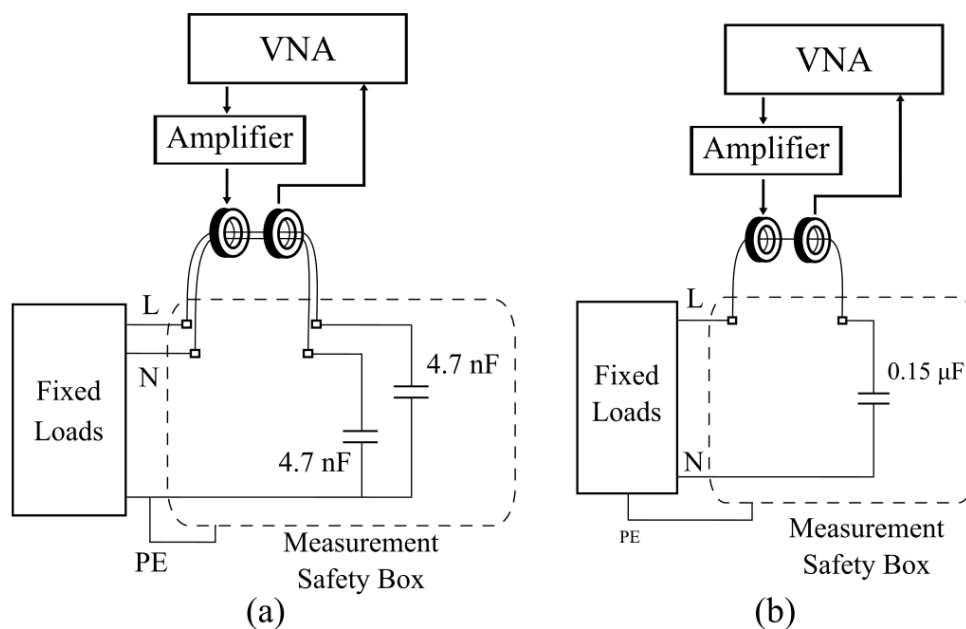 VNA
Amplifier
L
N
Fixed
Loads
4.7 nF
4.7 nF
PE
Measurement
Safety Box
(a)
VNA
Amplifier
L
Fixed
Loads
0.15 μF
N
PE
Measurement
Safety Box
(b)